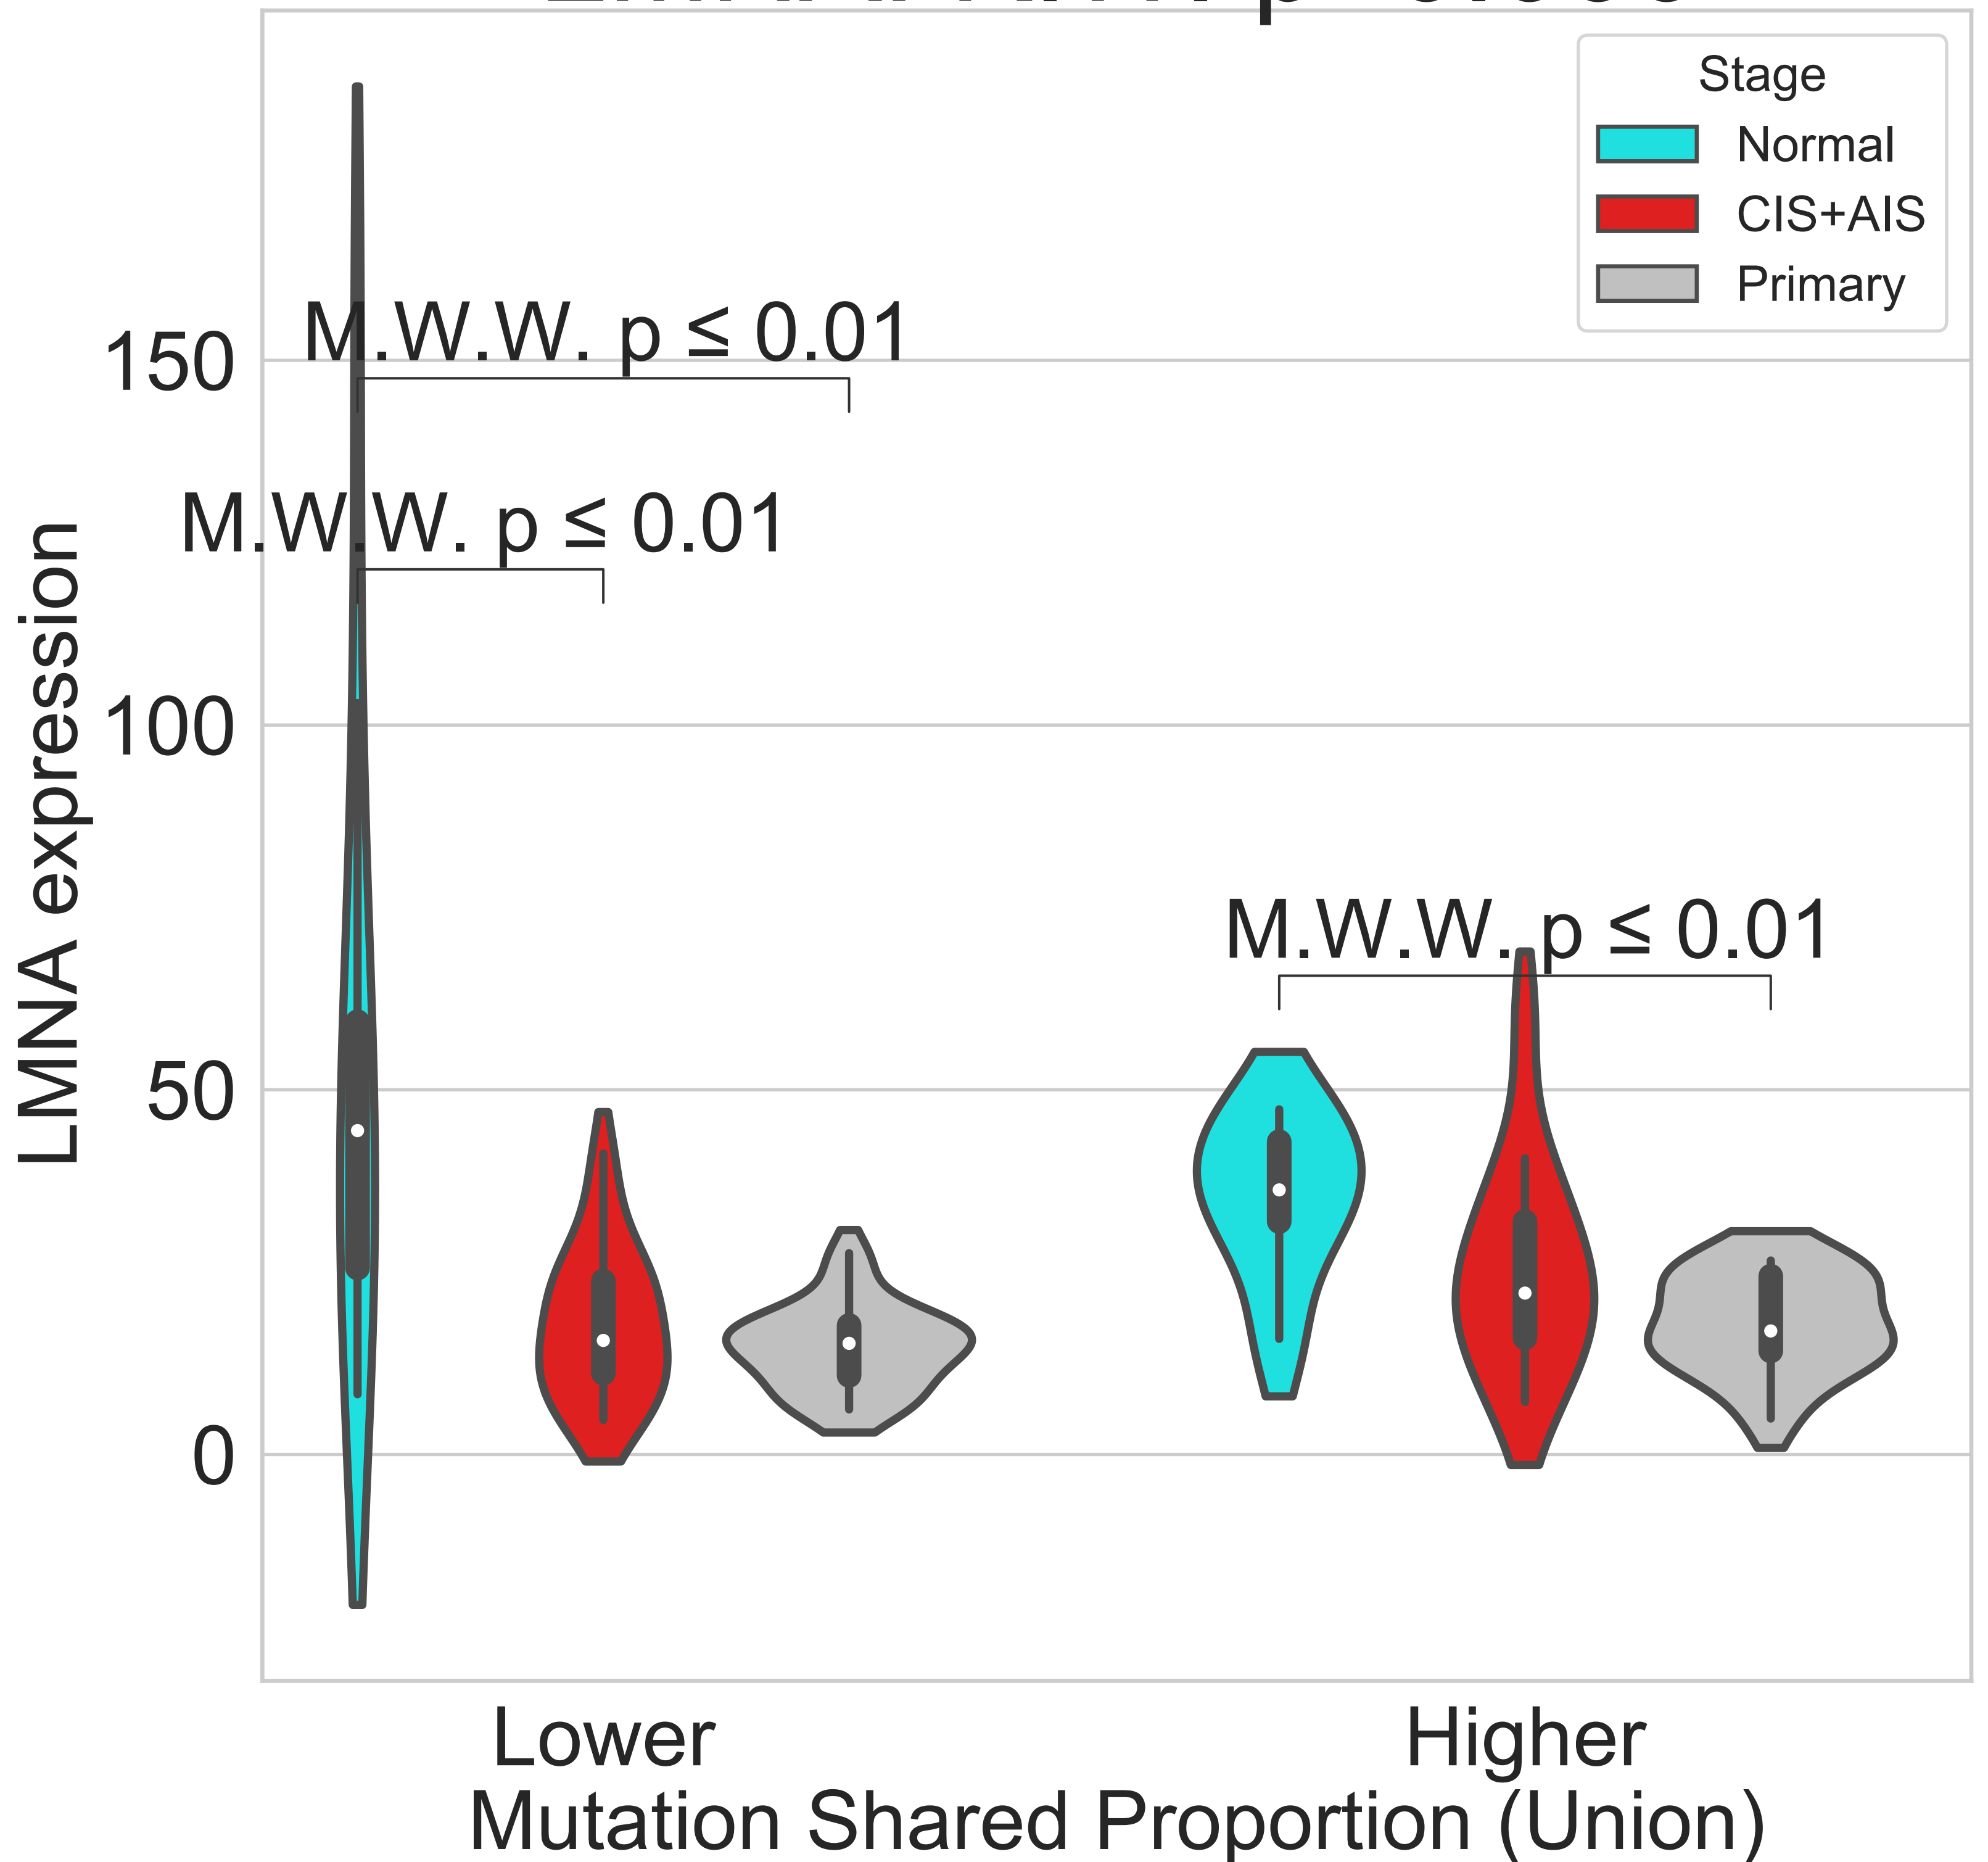 Stage
Normal
CIS+AIS
Primary
M.W.W. p ≤ 0.01
150
M.W.W. p ≤ 0.01
100
M.W.W. p ≤ 0.01
50
0
LMNA expression
Lower
Higher
Mutation Shared Proportion (Union)